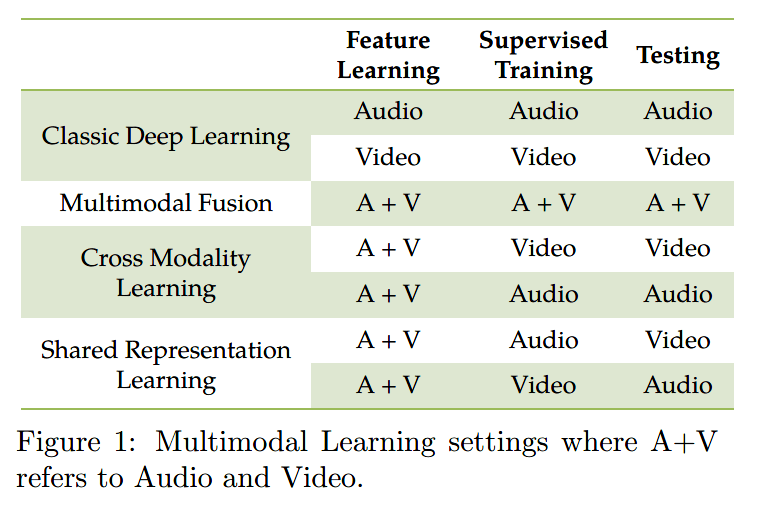 Feature Learning Supervised Training Testing
Classic Deep Learning Audio Audio Audio
Video Video Video
Multimodal Fusion A + V A + V A + V
Cross Modality Learning A + V Video Video
A + V Audio Audio
Shared Representation Learning A + V Audio Video
A + V Video Audio
Figure 1: Multimodal Learning settings where A+V
refers to Audio and Video.